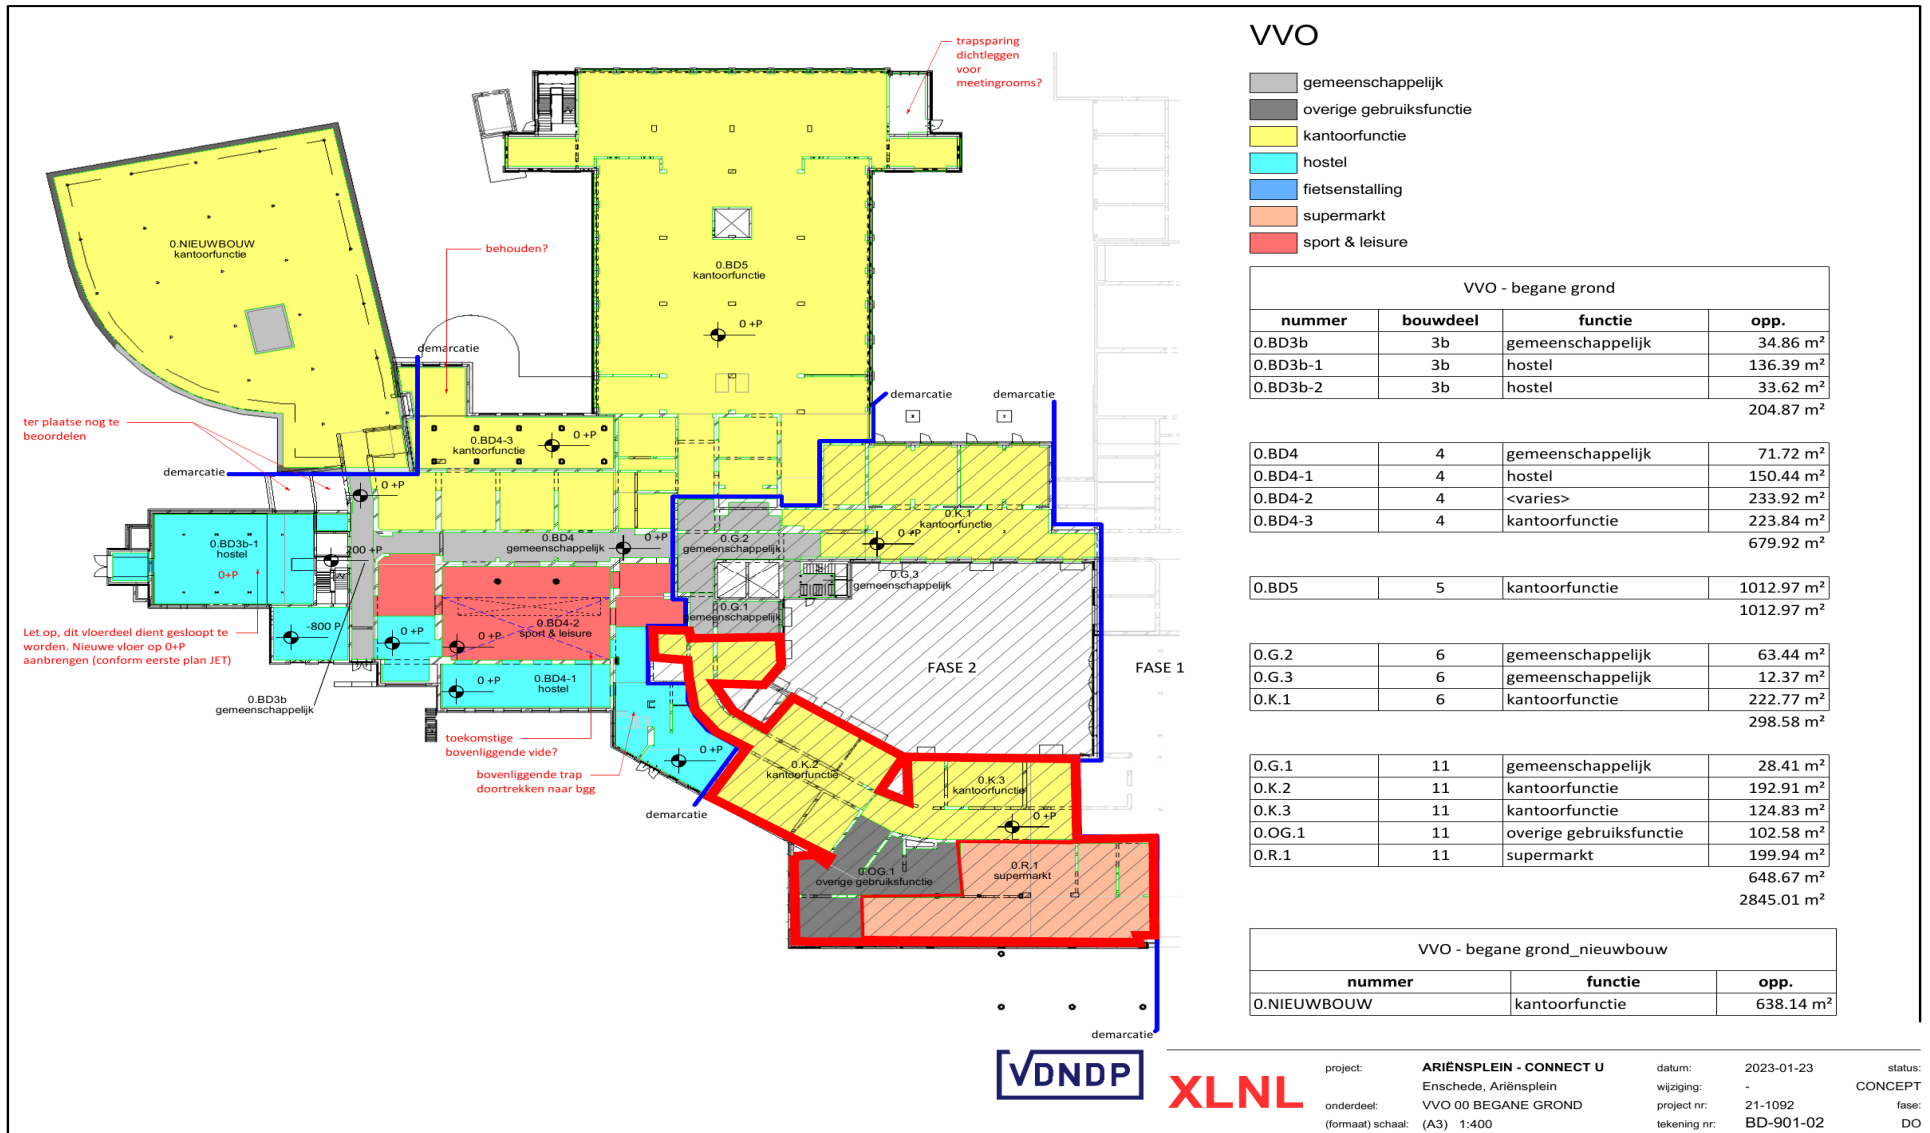 trapsparing
dichtleggen
voor
meetingrooms?
0.NIEUWBOUW
kantoorfunctie
behouden?
0.BD5
kantoorfunctie
0 +P
demarcatie
demarcatie
demarcatie
ter plaatse nog te
beoordelen
0.BD4-3
kantoorfunctie
0 +P
demarcatie
0 +P
0.K.1
kantoorfunctie
0 +P
0.BD3b-1
hostel
0+P
200 +P
0.BD4
gemeenschappelijk
0 +P
0.G.2
gemeenschappelijk
0.G.3
gemeenschappelijk
0.G.1
gemeenschappelijk
Let op, dit vloerdeel dient gesloopt te
worden. Nieuwe vloer op 0+P
aanbrengen (conform eerste plan JET)
-800 P
0 +P
0 +P
0.BD4-2
sport & leisure
FASE 2
FASE 1
0 +P
0.BD4-1
hostel
0.BD3b
gemeenschappelijk
toekomstige
bovenliggende vide?
bovenliggende trap
doortrekken naar bgg
0 +P
demarcatie
0.K.2
kantoorfunctie
0.K.3
kantoorfunctie
0 +P
0.OG.1
overige gebruiksfunctie
0.R.1
supermarkt
demarcatie
VVO
gemeenschappelijk
overige gebruiksfunctie
kantoorfunctie
hostel
fietsenstalling
supermarkt
sport & leisure
VVO - begane grond
nummer bouwdeel functie opp.
0.BD3b 3b gemeenschappelijk 34.86 m²
0.BD3b-1 3b hostel 136.39 m²
0.BD3b-2 3b hostel 33.62 m²
204.87 m²
0.BD4 4 gemeenschappelijk 71.72 m²
0.BD4-1 4 hostel 150.44 m²
0.BD4-2 4 <varies> 233.92 m²
0.BD4-3 4 kantoorfunctie 223.84 m²
679.92 m²
0.BD5 5 kantoorfunctie 1012.97 m²
1012.97 m²
0.G.2 6 gemeenschappelijk 63.44 m²
0.G.3 6 gemeenschappelijk 12.37 m²
0.K.1 6 kantoorfunctie 222.77 m²
298.58 m²
0.G.1 11 gemeenschappelijk 28.41 m²
0.K.2 11 kantoorfunctie 192.91 m²
0.K.3 11 kantoorfunctie 124.83 m²
0.OG.1 11 overige gebruiksfunctie 102.58 m²
0.R.1 11 supermarkt 199.94 m²
648.67 m²
2845.01 m²
VVO - begane grond_nieuwbouw
nummer functie opp.
0.NIEUWBOUW kantoorfunctie 638.14 m²
VDNDP
XLNL
project: ARIËNSPLEIN - CONNECT U datum: 2023-01-23 status:
Enschede, Ariënsplein wijziging: - CONCEPT
onderdeel: VVO 00 BEGANE GROND project nr: 21-1092 fase:
(formaat) schaal: (A3) 1:400 tekening nr: BD-901-02 DO